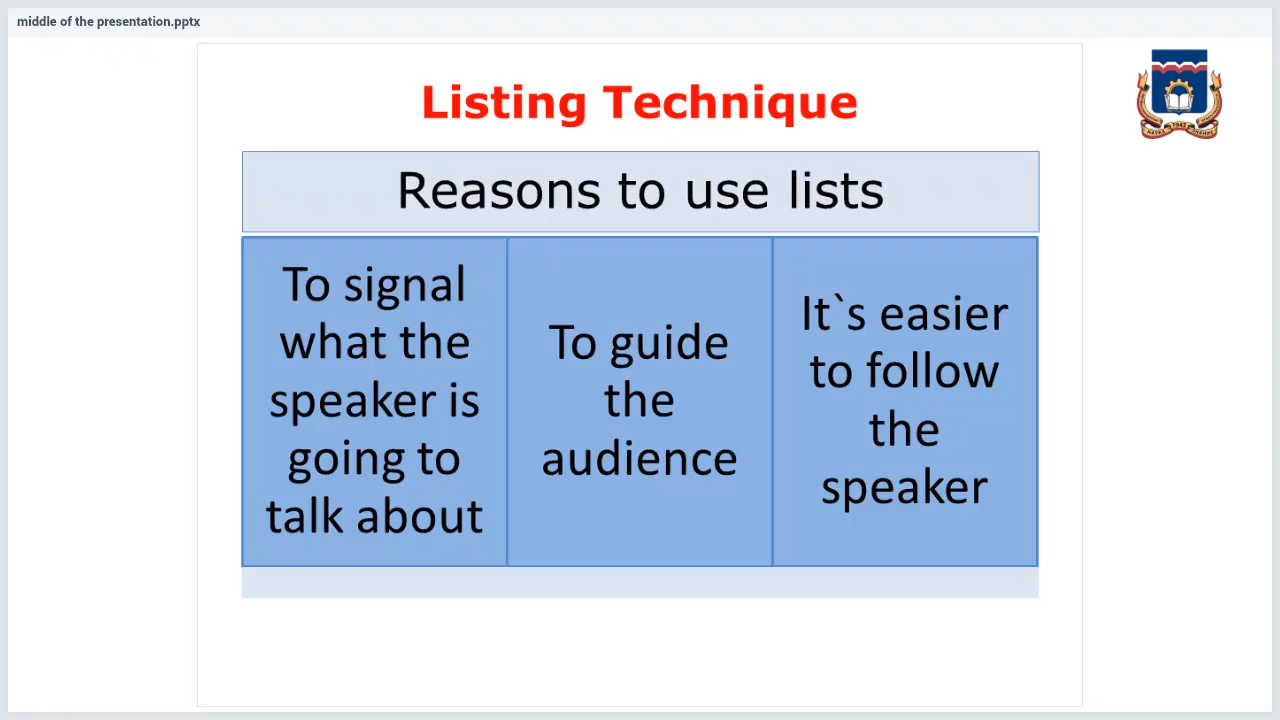 middle of the presentation.pptx
Listing Technique
Reasons to use lists
To signal
what the
speaker is
going to
talk about
To guide
the
audience
It`s easier
to follow
the
speaker
1942